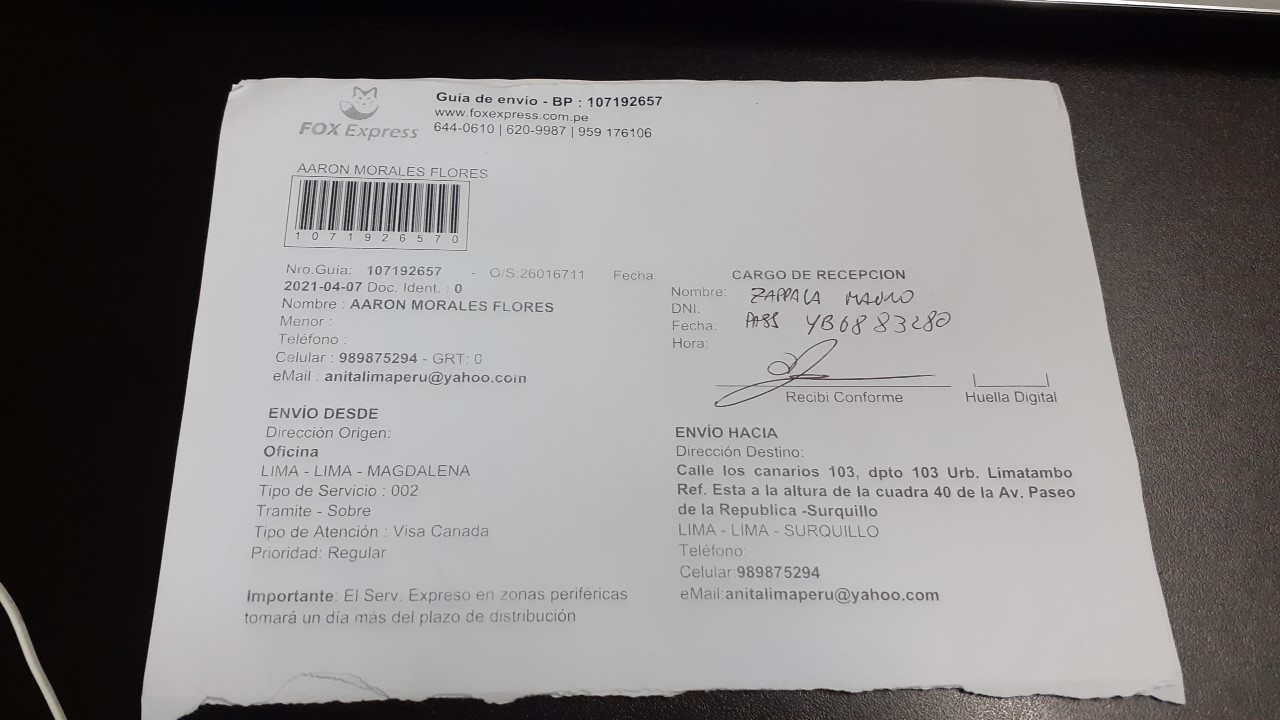 FOX Express
Guía de envío - BP : 107192657
www.foxexpress.com.pe
644-0610 | 620-9987 | 959 176106
AARON MORALES FLORES
1071926570
Nro.Guía: 107192657 - O/S:26016711 Fecha:
2021-04-07 Doc. Ident. : 0
Nombre : AARON MORALES FLORES
Menor :
Teléfono :
Celular : 989875294 - GRT: 0
eMail : anitalimaperu@yahoo.com
CARGO DE RECEPCION
Nombre: ZAPPALA MAURO
DNI: PASS YB6883280
Fecha:
Hora:
Recibi Conforme
Huella Digital
ENVÍO DESDE
Dirección Origen:
Oficina
LIMA - LIMA - MAGDALENA
Tipo de Servicio : 002
Tramite - Sobre
Tipo de Atención : Visa Canada
Prioridad: Regular
Importante: El Serv. Expreso en zonas periféricas
tomará un día más del plazo de distribución
ENVÍO HACIA
Dirección Destino:
Calle los canarios 103, dpto 103 Urb. Limatambo
Ref. Esta a la altura de la cuadra 40 de la Av. Paseo
de la Republica -Surquillo
LIMA - LIMA - SURQUILLO
Teléfono:
Celular:989875294
eMail:anitalimaperu@yahoo.com